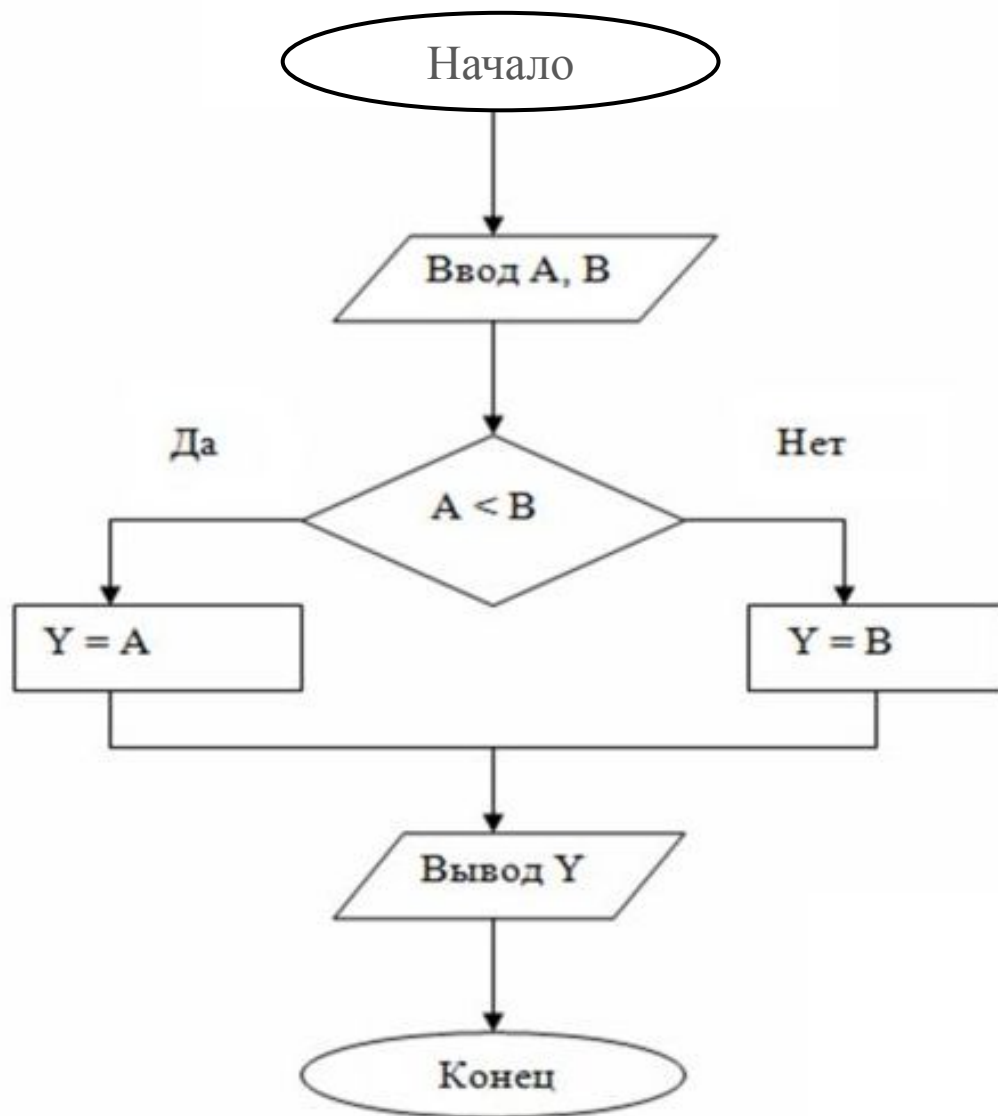 Начало
Ввод A, B
Да
Нет
A < B
Y = A
Y = B
Вывод Y
Конец